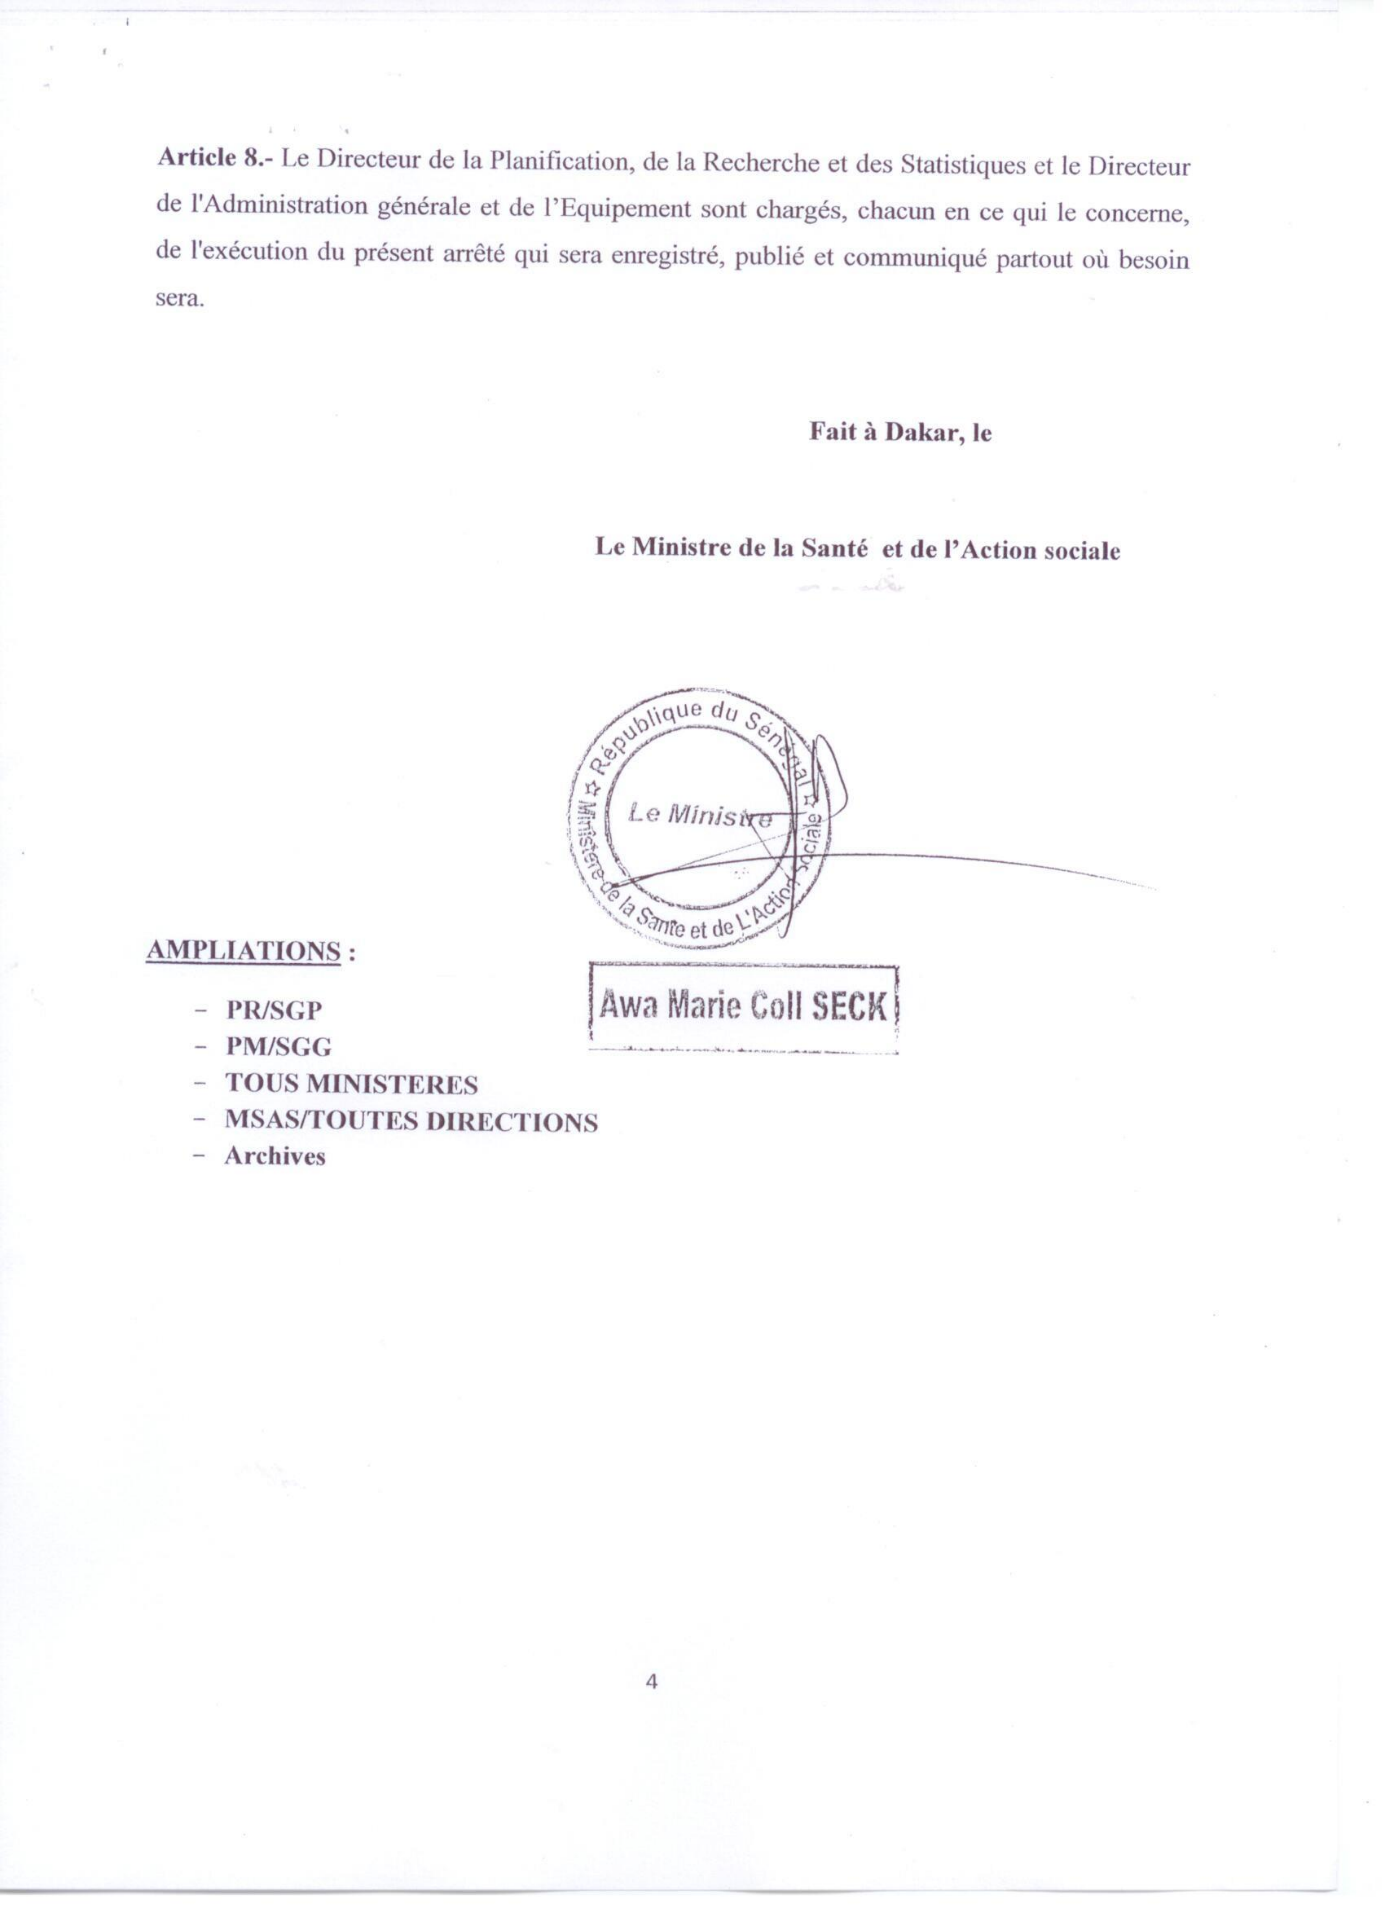 Article 8.- Le Directeur de la Planification, de la Recherche et des Statistiques et le Directeur
de l'Administration générale et de l’Equipement sont chargés, chacun en ce qui le concerne,
de l'exécution du présent arrêté qui sera enregistré, publié et communiqué partout où besoin
sera.
Fait à Dakar, le
Le Ministre de la Santé et de l’Action sociale
République du Sénégal
Le Ministre
Ministère de la Sante et de L'Action Sociale
Awa Marie Coll SECK
AMPLIATIONS :
- PR/SGP
- PM/SGG
- TOUS MINISTERES
- MSAS/TOUTES DIRECTIONS
- Archives
4